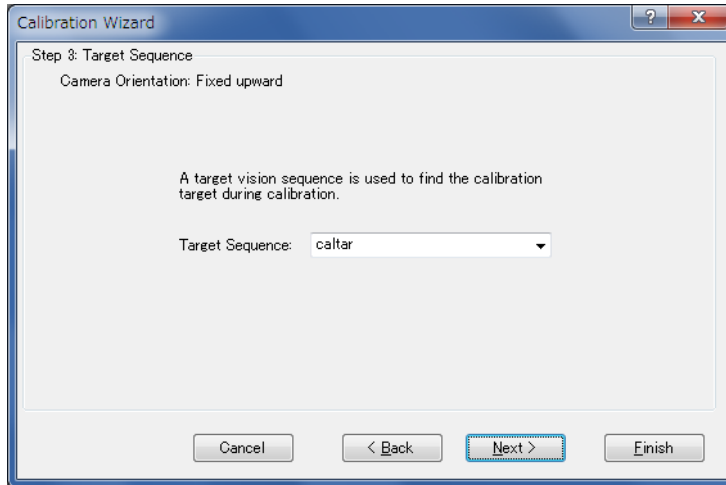 Calibration Wizard
?
Step 3: Target Sequence
Camera Orientation: Fixed upward
A target vision sequence is used to find the calibration
target during calibration.
Target Sequence: caltar
Cancel < Back Next > Finish